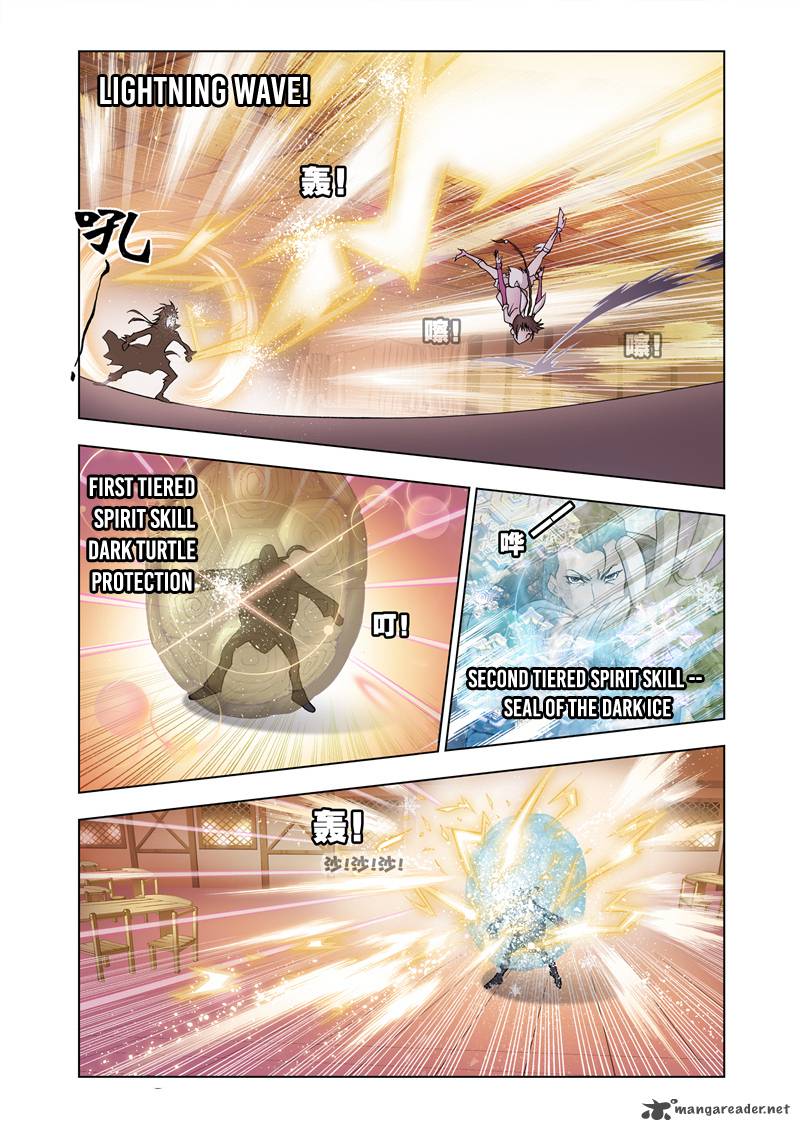 LIGHTNING WAVE!
轰!
吼
嚓!
嚓!
FIRST TIERED
SPIRIT SKILL
DARK TURTLE
PROTECTION
叮!
哗
SECOND TIERED SPIRIT SKILL --
SEAL OF THE DARK ICE
轰!
沙!沙!沙!
mangareader.net